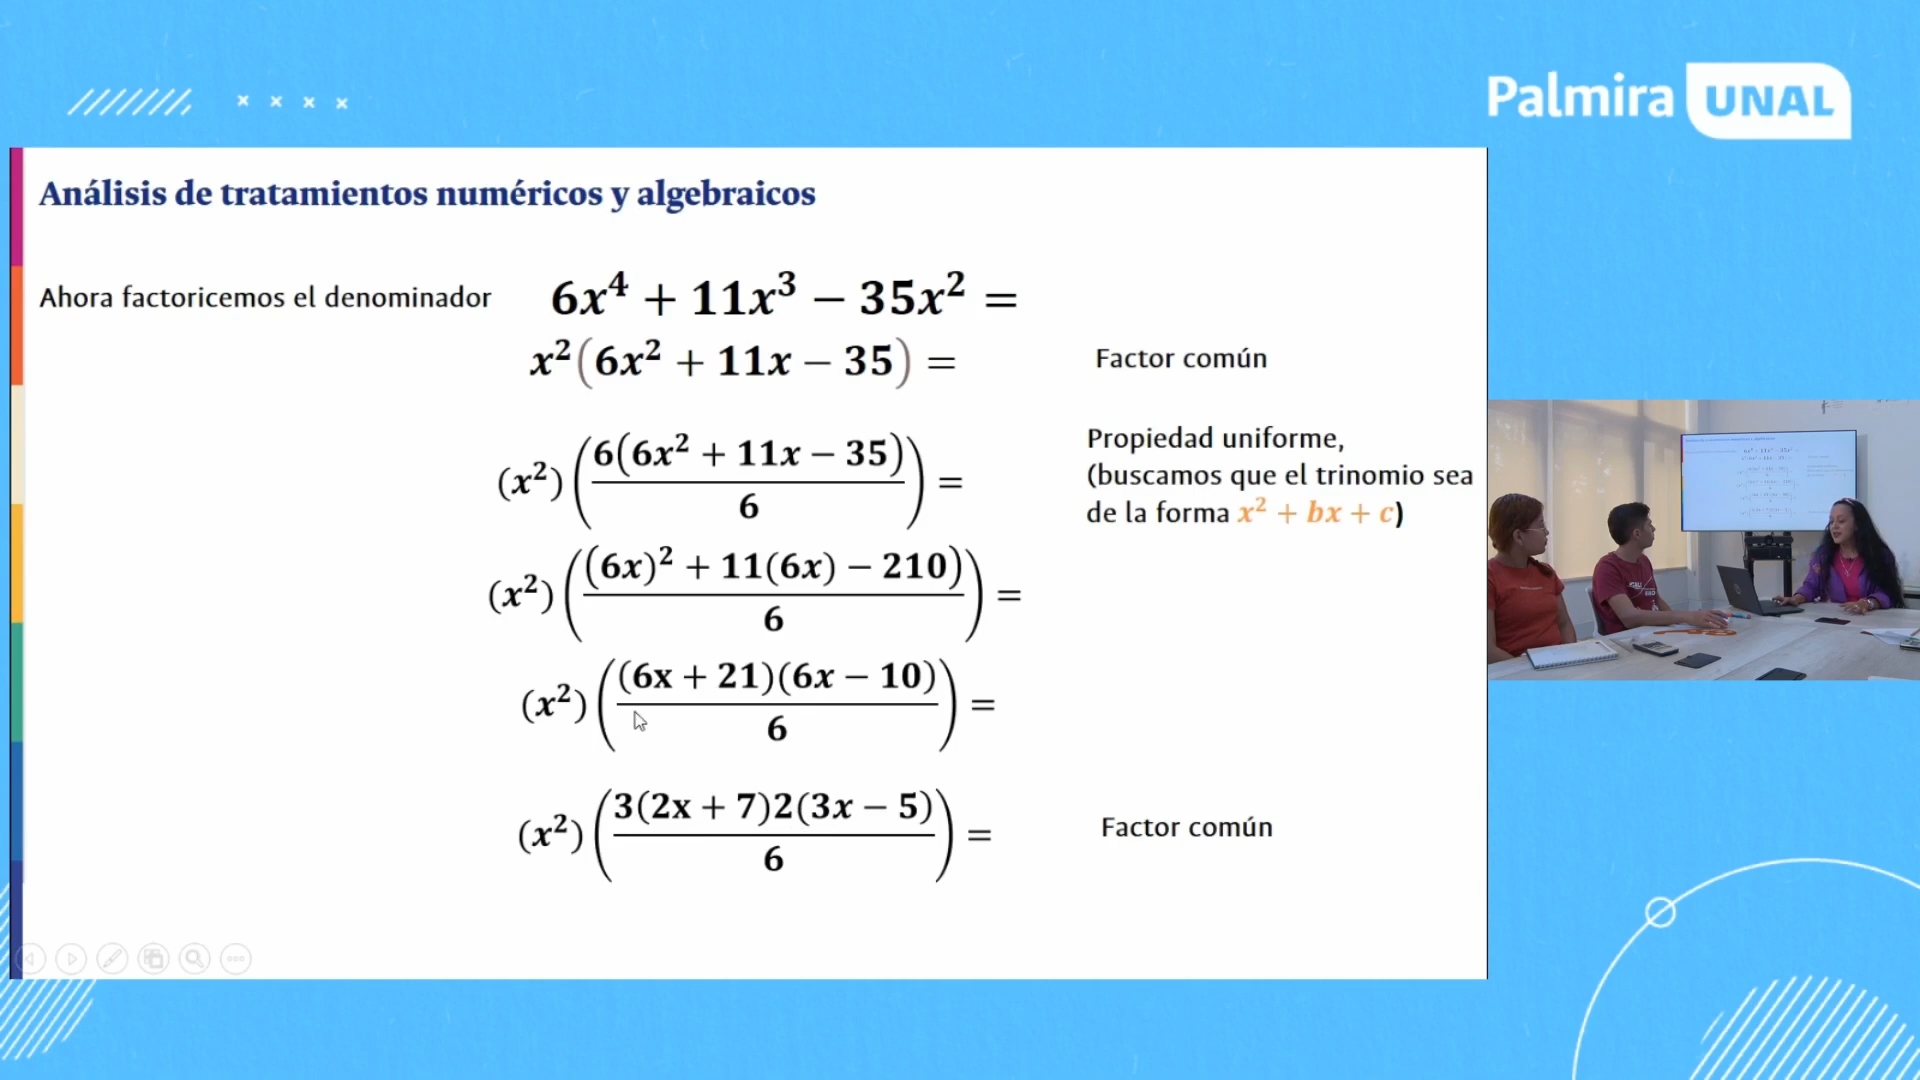 Palmira UNAL
Análisis de tratamientos numéricos y algebraicos
Ahora factoricemos el denominador
6x⁴ + 11x³ − 35x² =
x²(6x² + 11x − 35) =
Factor común
(x²)(6(6x² + 11x − 35)/6) =
Propiedad uniforme,
(buscamos que el trinomio sea
de la forma x² + bx + c)
(x²)((6x)² + 11(6x) − 210)/6) =
(x²)((6x + 21)(6x − 10)/6) =
(x²)(3(2x + 7)2(3x − 5)/6) =
Factor común